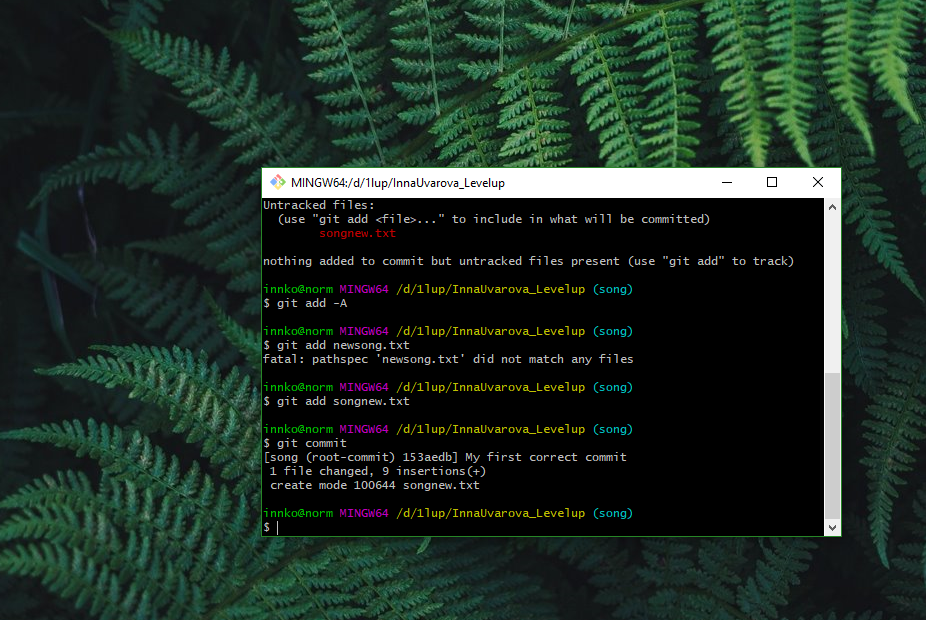 MINGW64:/d/1lup/InnaUvarova_Levelup
Untracked files:
  (use "git add <file>..." to include in what will be committed)
        songnew.txt
nothing added to commit but untracked files present (use "git add" to track)
innko@norm MINGW64 /d/1lup/InnaUvarova_Levelup (song)
$ git add -A
innko@norm MINGW64 /d/1lup/InnaUvarova_Levelup (song)
$ git add newsong.txt
fatal: pathspec 'newsong.txt' did not match any files
innko@norm MINGW64 /d/1lup/InnaUvarova_Levelup (song)
$ git add songnew.txt
innko@norm MINGW64 /d/1lup/InnaUvarova_Levelup (song)
$ git commit
[song (root-commit) 153aedb] My first correct commit
 1 file changed, 9 insertions(+)
 create mode 100644 songnew.txt
innko@norm MINGW64 /d/1lup/InnaUvarova_Levelup (song)
$